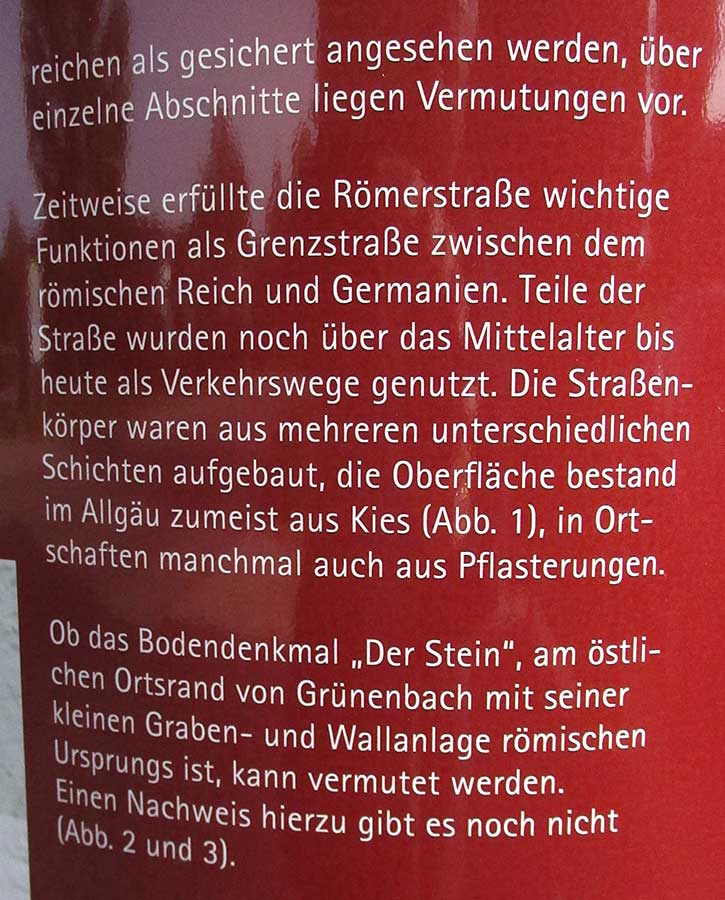 reichen als gesichert angesehen werden, über
einzelne Abschnitte liegen Vermutungen vor.
Zeitweise erfüllte die Römerstraße wichtige
Funktionen als Grenzstraße zwischen dem
römischen Reich und Germanien. Teile der
Straße wurden noch über das Mittelalter bis
heute als Verkehrswege genutzt. Die Straßen-
körper waren aus mehreren unterschiedlichen
Schichten aufgebaut, die Oberfläche bestand
im Allgäu zumeist aus Kies (Abb. 1), in Ort-
schaften manchmal auch aus Pflasterungen.
Ob das Bodendenkmal „Der Stein“, am östli-
chen Ortsrand von Grünenbach mit seiner
kleinen Graben- und Wallanlage römischen
Ursprungs ist, kann vermutet werden.
Einen Nachweis hierzu gibt es noch nicht
(Abb. 2 und 3).